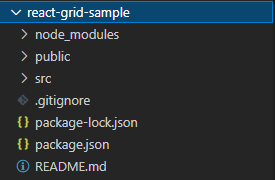 react-grid-sample
node_modules
public
src
.gitignore
{} package-lock.json
{} package.json
README.md